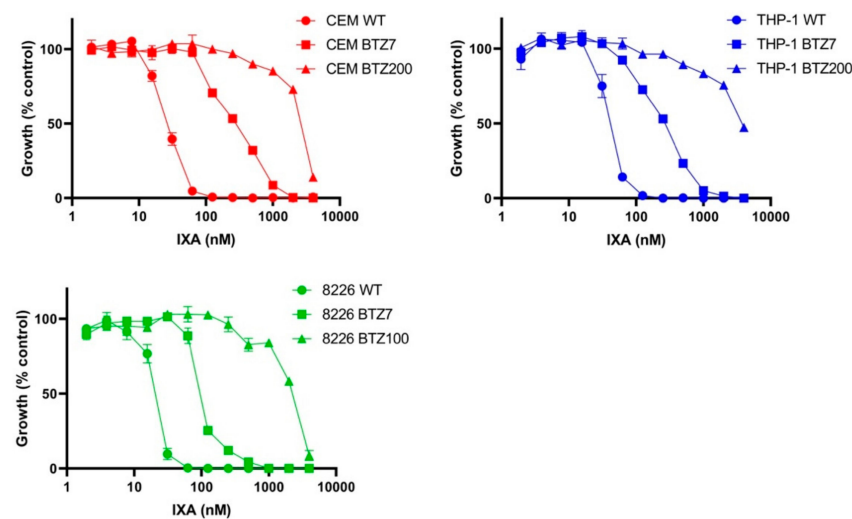 CEM WT
CEM BTZ7
CEM BTZ200
Growth (% control)
100
50
0
1 10 100 1000 10000
IXA (nM)
THP-1 WT
THP-1 BTZ7
THP-1 BTZ200
Growth (% control)
100
50
0
1 10 100 1000 10000
IXA (nM)
8226 WT
8226 BTZ7
8226 BTZ100
Growth (% control)
100
50
0
1 10 100 1000 10000
IXA (nM)